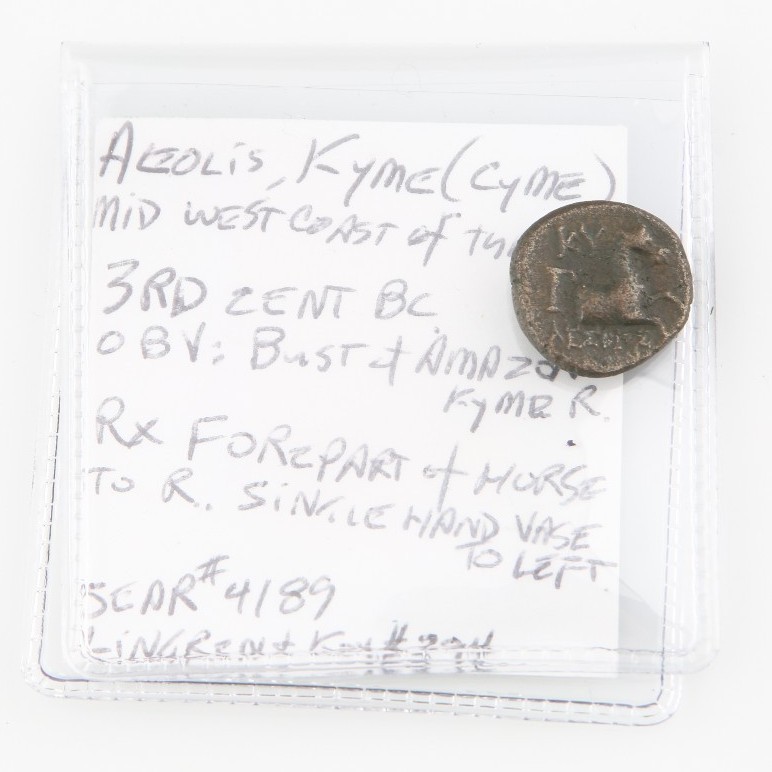 AEOLiS, KYME (CYME)
MiD WEST COAST of
3RD CENT BC
OBV: BUST of AMAZON
KYME R.
Rx FOREPART of HORSE
TO R. SINGLE HAND VASE
TO LEFT.
SEAR # 4189
KY